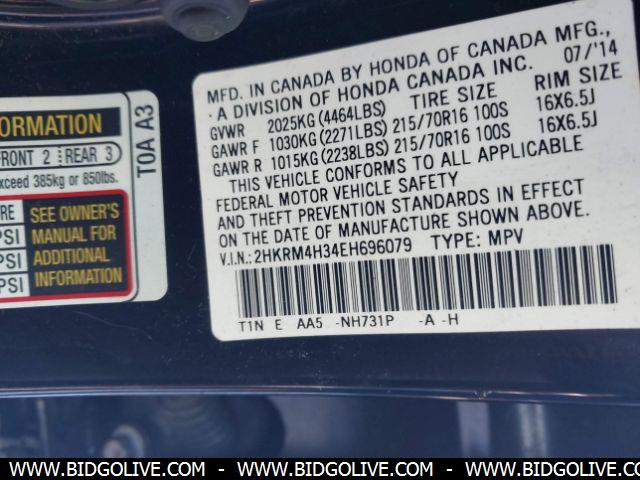 MFD. IN CANADA BY HONDA OF CANADA MFG.,
A DIVISION OF HONDA CANADA INC. 07/'14
GVWR 2025KG(4464LBS) TIRE SIZE RIM SIZE
GAWR F 1030KG(2271LBS) 215/70R16 100S 16X6.5J
GAWR R 1015KG(2238LBS) 215/70R16 100S 16X6.5J
THIS VEHICLE CONFORMS TO ALL APPLICABLE
FEDERAL MOTOR VEHICLE SAFETY
AND THEFT PREVENTION STANDARDS IN EFFECT
ON THE DATE OF MANUFACTURE SHOWN ABOVE.
V.I.N.:2HKRM4H34EH696079 TYPE: MPV
T1N E AA5 -NH731P -A -H
ORMATION
FRONT 2 REAR 3
xceed 385kg or 850lbs.
RE
PSI
PSI
PSI
SEE OWNER'S
MANUAL FOR
ADDITIONAL
INFORMATION
T0A A3
WWW.BIDGOLIVE.COM - WWW.BIDGOLIVE.COM - WWW.BIDGOLIVE.COM